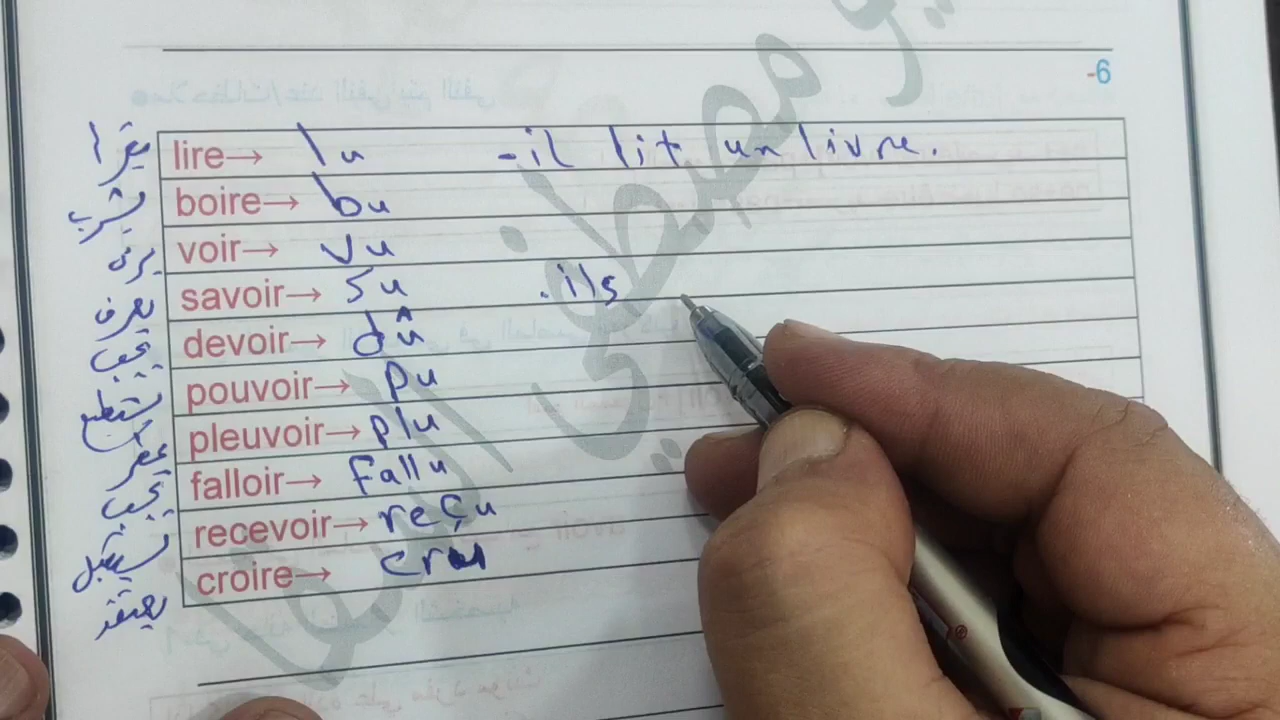 -6
يقرأ lire→ lu -il lit un livre.
يشرب boire→ bu
يرى voir→ vu
يعرف savoir→ su .ils
يجب devoir→ dû
يستطيع pouvoir→ pu
تمطر pleuvoir→ plu
يجب falloir→ fallu
يستقبل recevoir→ reçu
يعتقد croire→ cru